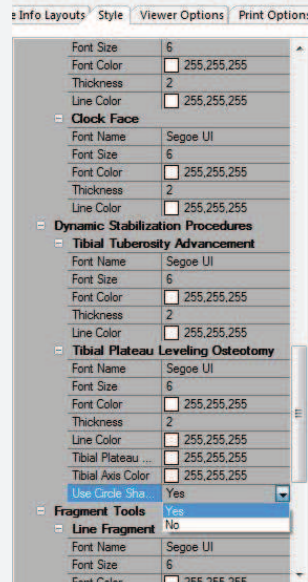 e Info Layouts Style Viewer Options Print Options
Font Size 6
Font Color 255,255,255
Thickness 2
Line Color 255,255,255
Clock Face
Font Name Segoe UI
Font Size 6
Font Color 255,255,255
Thickness 2
Line Color 255,255,255
Dynamic Stabilization Procedures
Tibial Tuberosity Advancement
Font Name Segoe UI
Font Size 6
Font Color 255,255,255
Thickness 2
Line Color 255,255,255
Tibial Plateau Leveling Osteotomy
Font Name Segoe UI
Font Size 6
Font Color 255,255,255
Thickness 2
Line Color 255,255,255
Tibial Plateau ... 255,255,255
Tibial Axis Color 255,255,255
Use Circle Sha... Yes
Fragment Tools Yes
Line Fragment No
Font Name Segoe UI
Font Size 6
Font Color 255,255,255